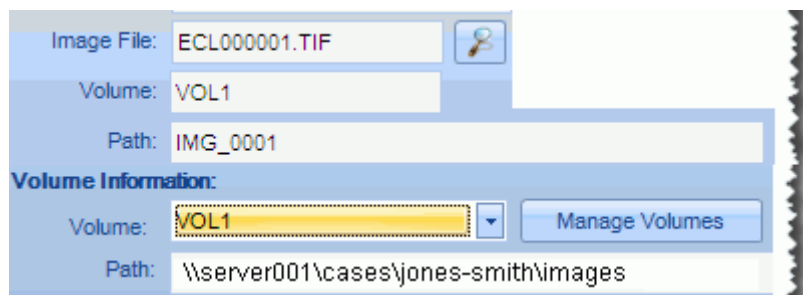 Image File: ECL000001.TIF
Volume: VOL1
Path: IMG_0001
Volume Information:
Volume: VOL1 Manage Volumes
Path: \\server001\cases\jones-smith\images